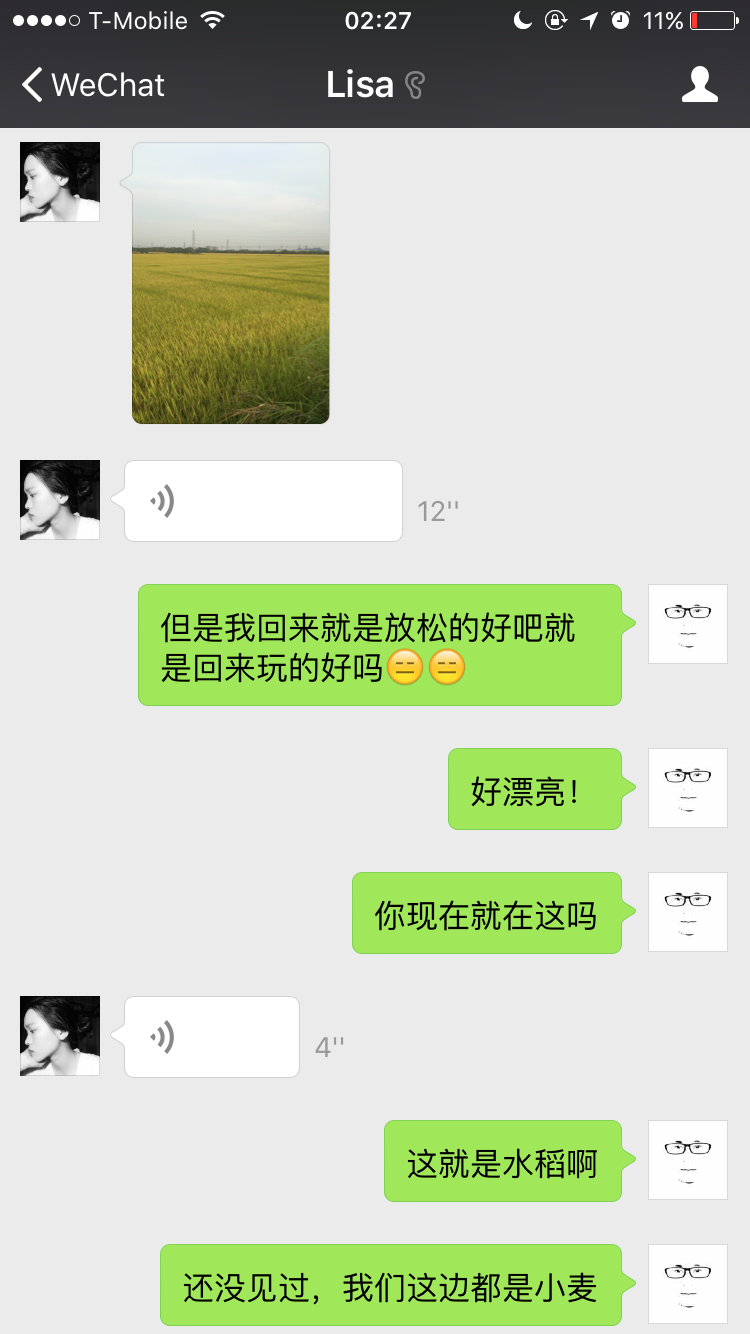 T-Mobile 02:27 11%
WeChat Lisa
12''
但是我回来就是放松的好吧就
是回来玩的好吗😑😑
好漂亮！
你现在就在这吗
4''
这就是水稻啊
还没见过，我们这边都是小麦